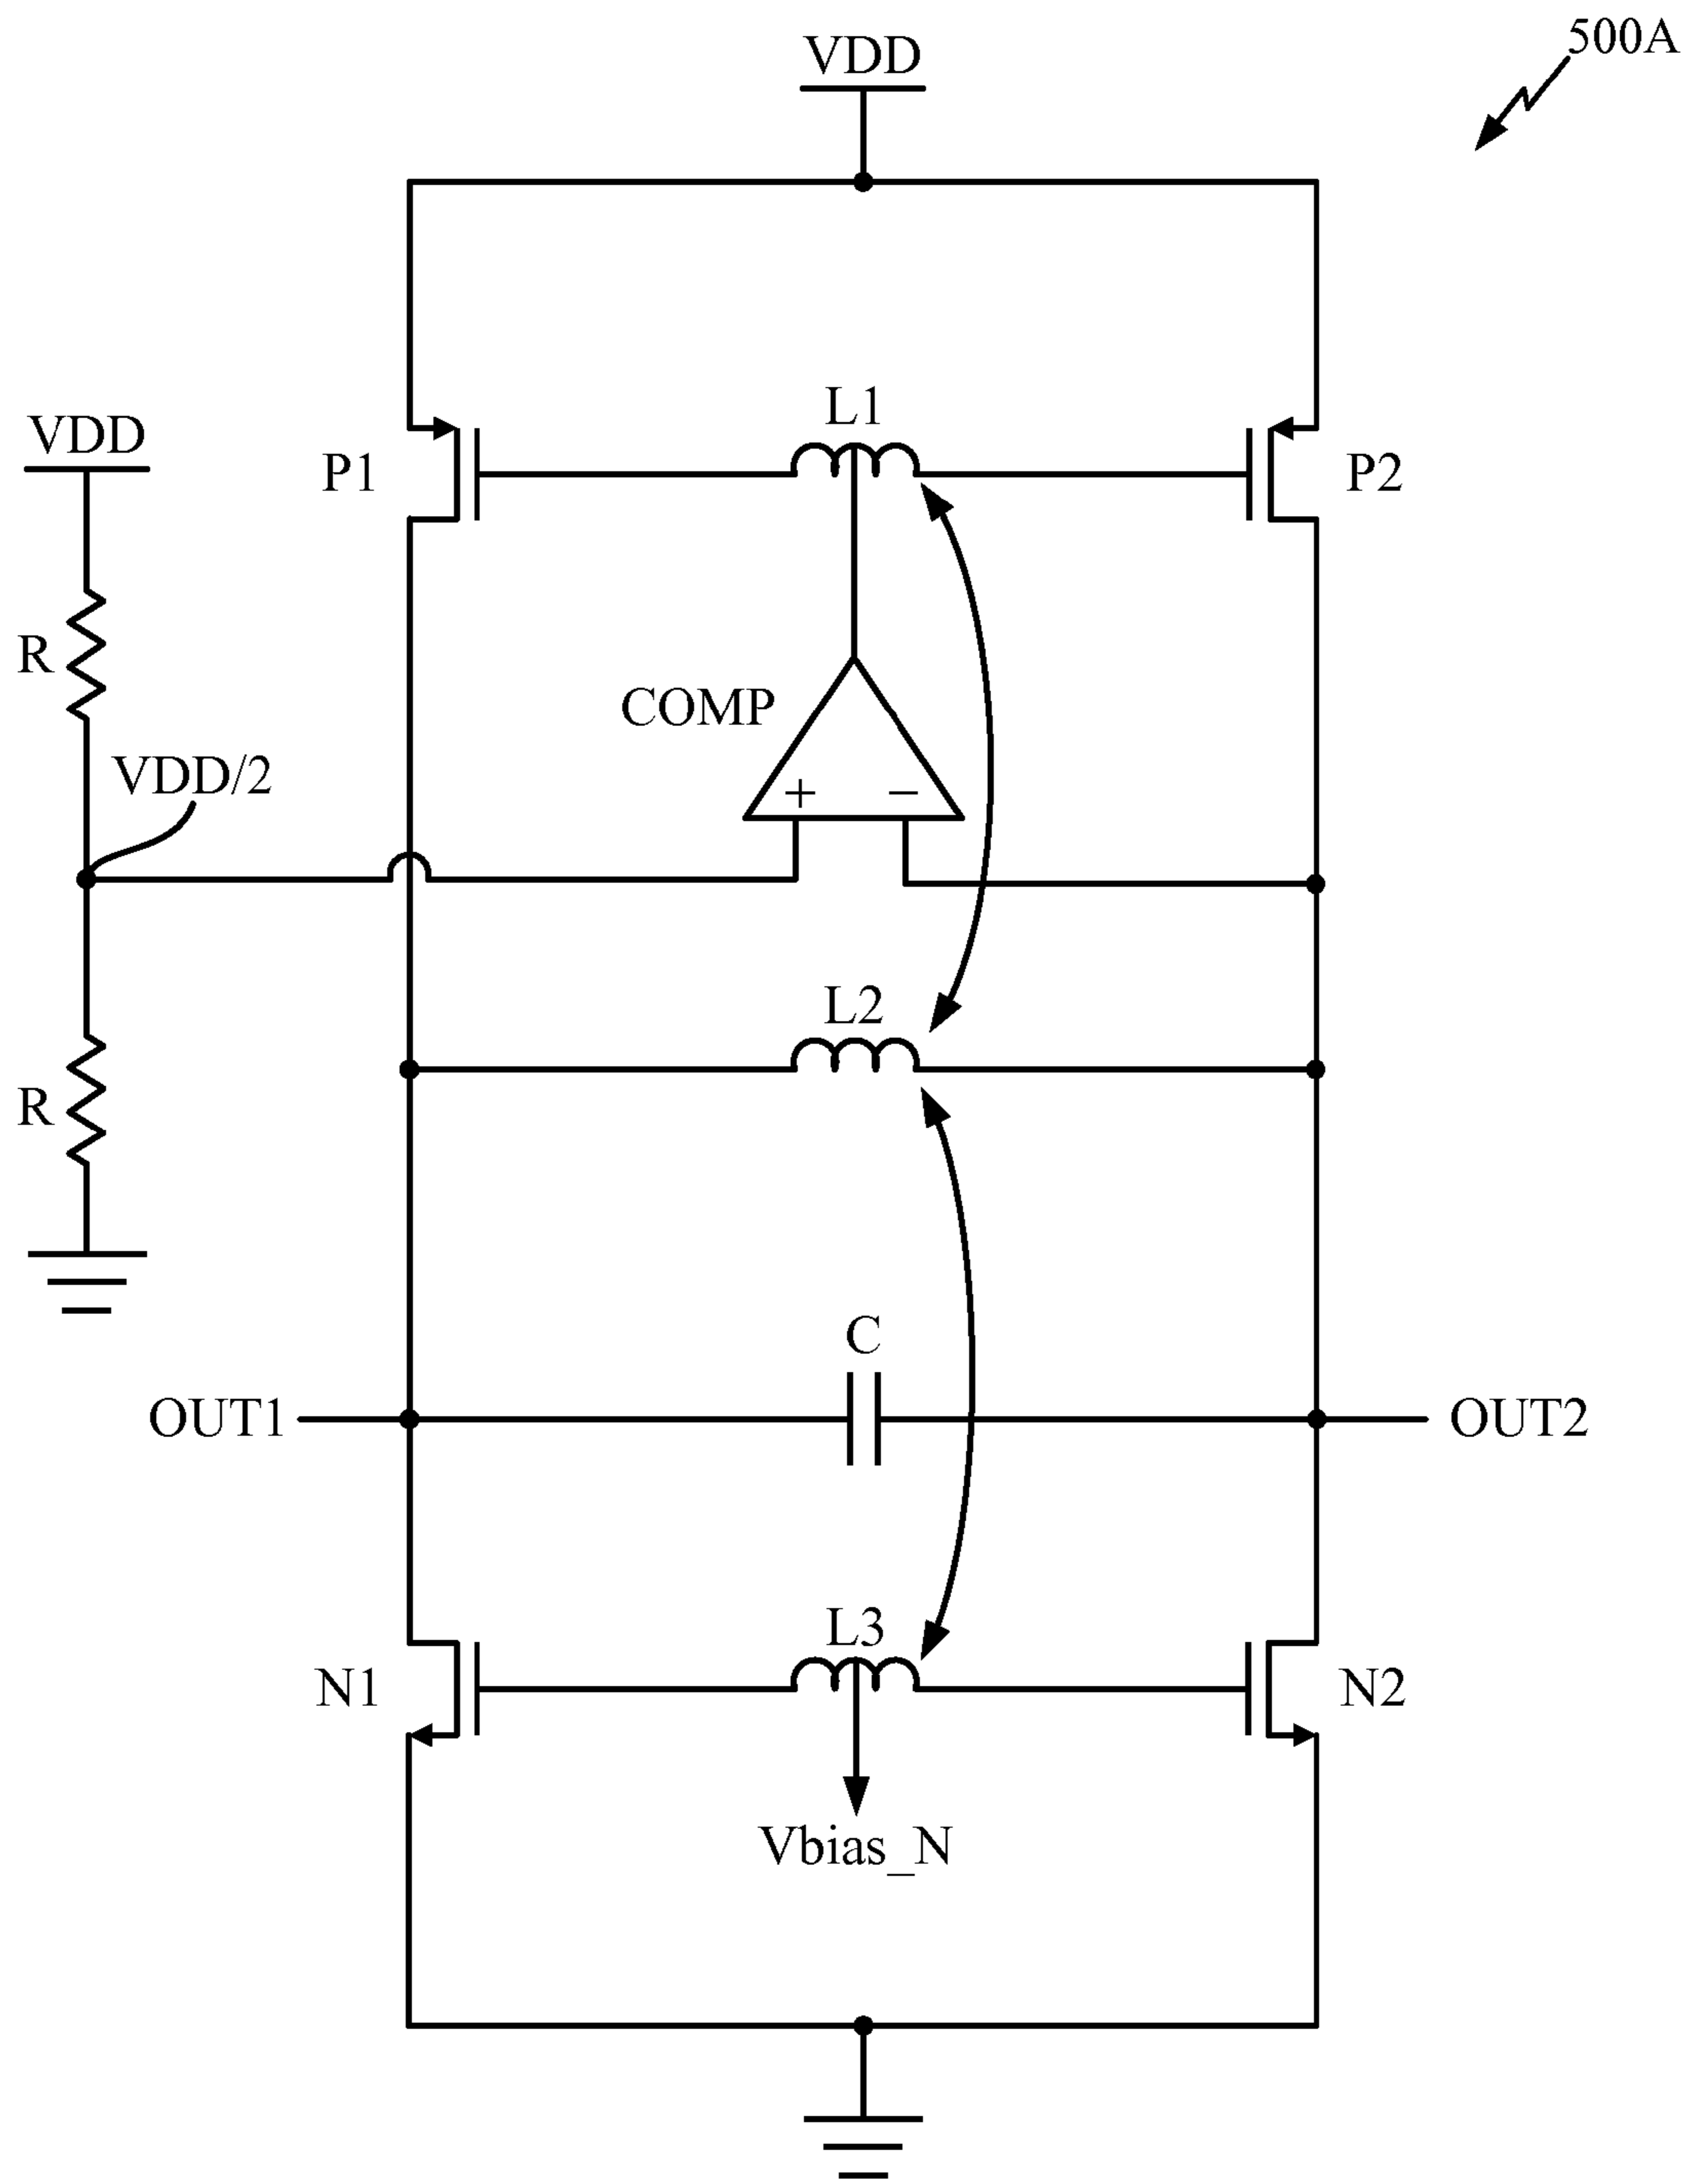 500A
VDD
L1
VDD
P1
P2
R
COMP
VDD/2
+ −
L2
R
C
OUT1
OUT2
L3
N1
N2
Vbias_N